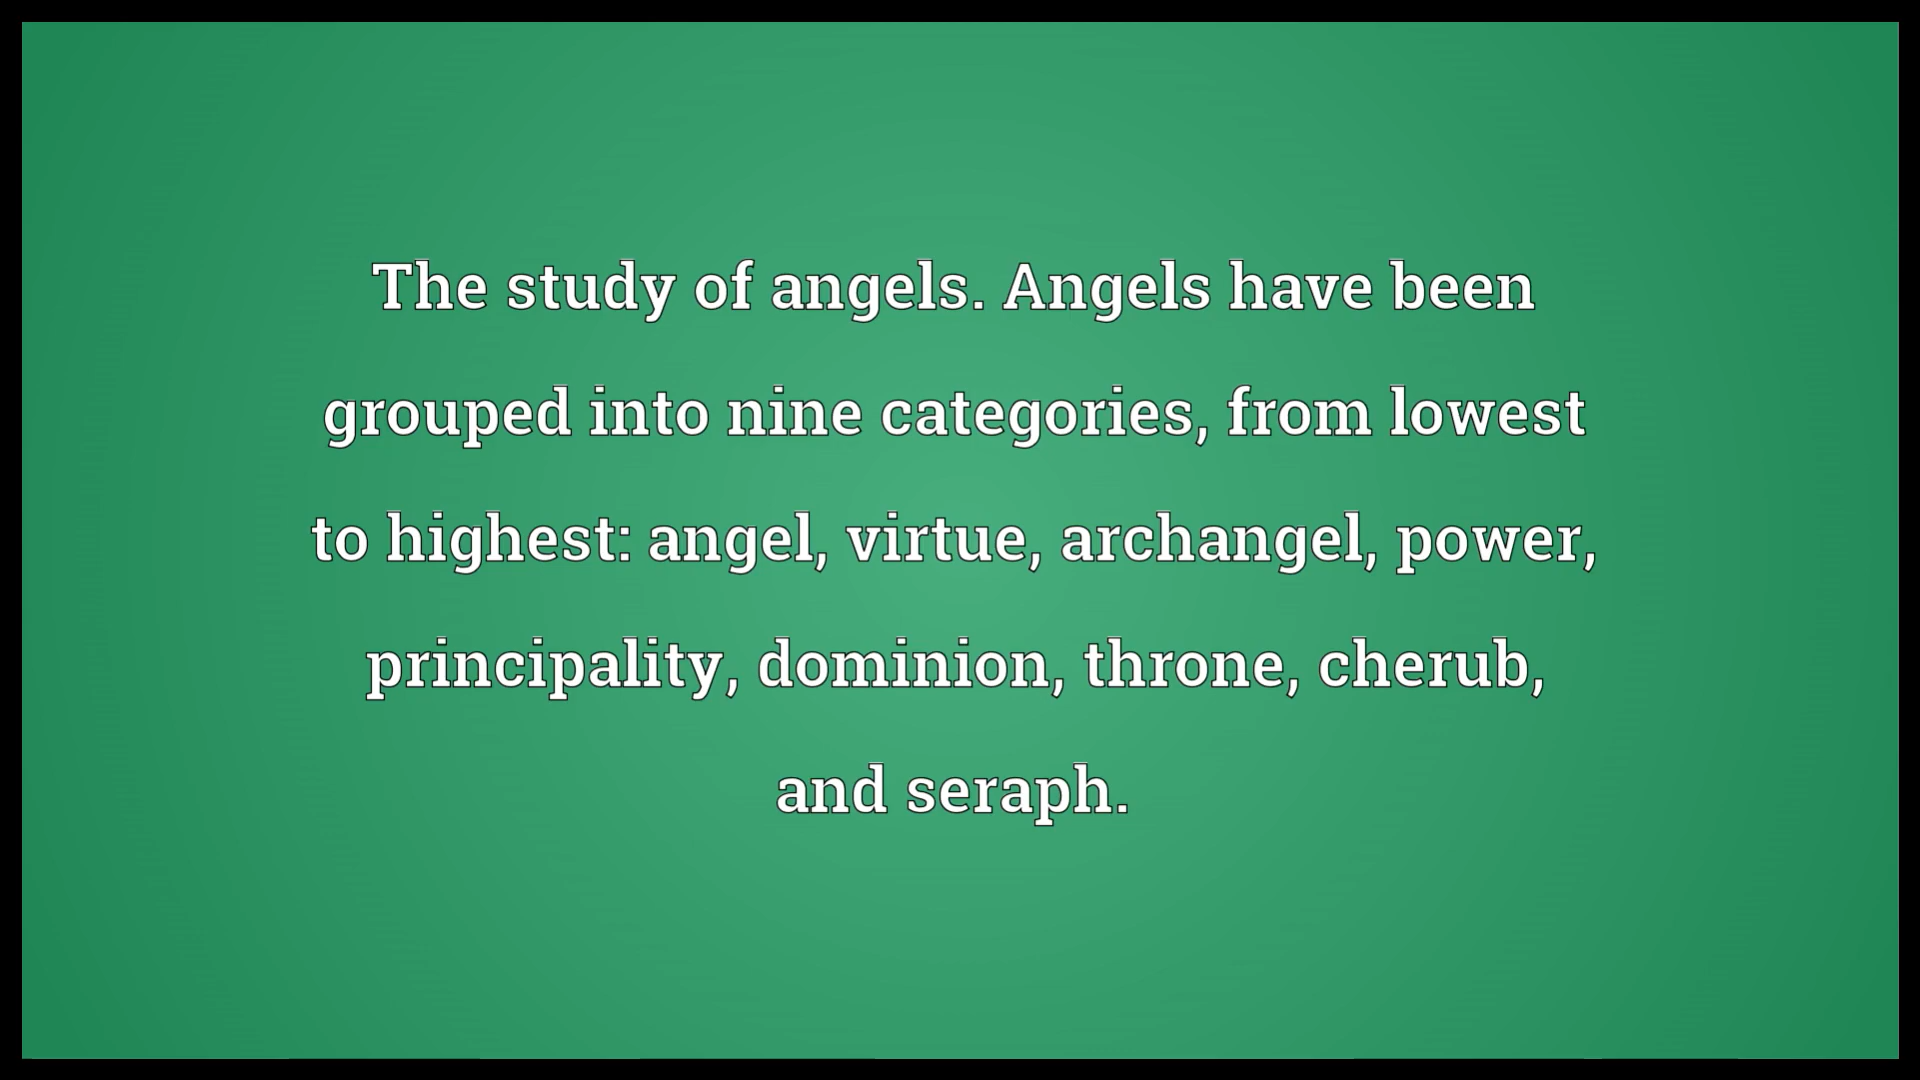 The study of angels. Angels have been
grouped into nine categories, from lowest
to highest: angel, virtue, archangel, power,
principality, dominion, throne, cherub,
and seraph.